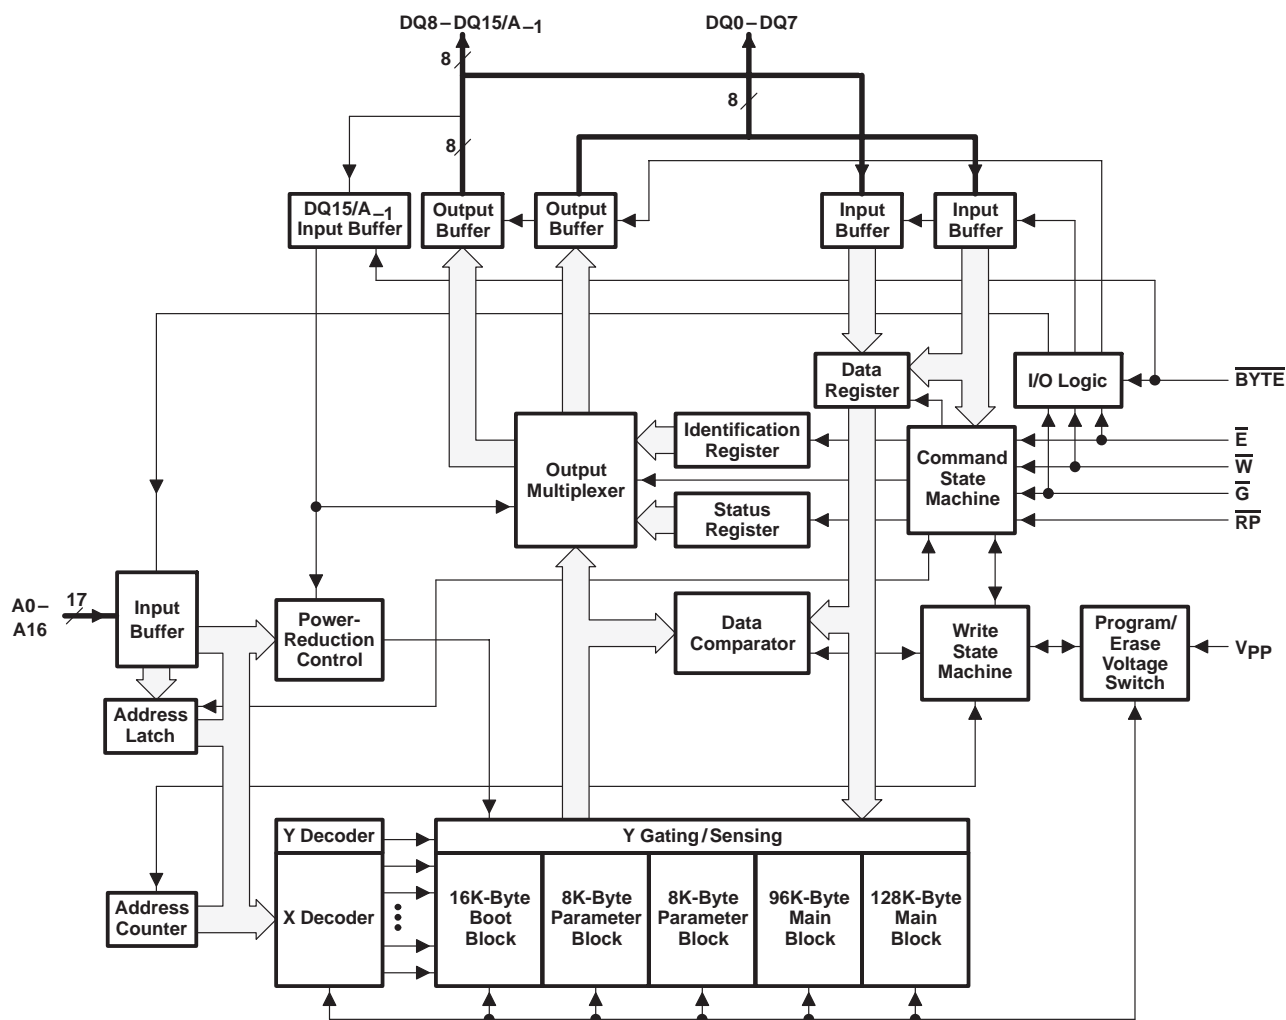 DQ8–DQ15/A–1
DQ0–DQ7
8
8
8
DQ15/A–1
Input Buffer
Output
Buffer
Output
Buffer
Input
Buffer
Input
Buffer
Data
Register
I/O Logic
BYTE
Identification
Register
Output
Multiplexer
Command
State
Machine
E
W
G
RP
Status
Register
A0–
A16
17
Input
Buffer
Power-
Reduction
Control
Data
Comparator
Write
State
Machine
Program/
Erase
Voltage
Switch
VPP
Address
Latch
Y Decoder
Y Gating/Sensing
Address
Counter
X Decoder
16K-Byte
Boot
Block
8K-Byte
Parameter
Block
8K-Byte
Parameter
Block
96K-Byte
Main
Block
128K-Byte
Main
Block